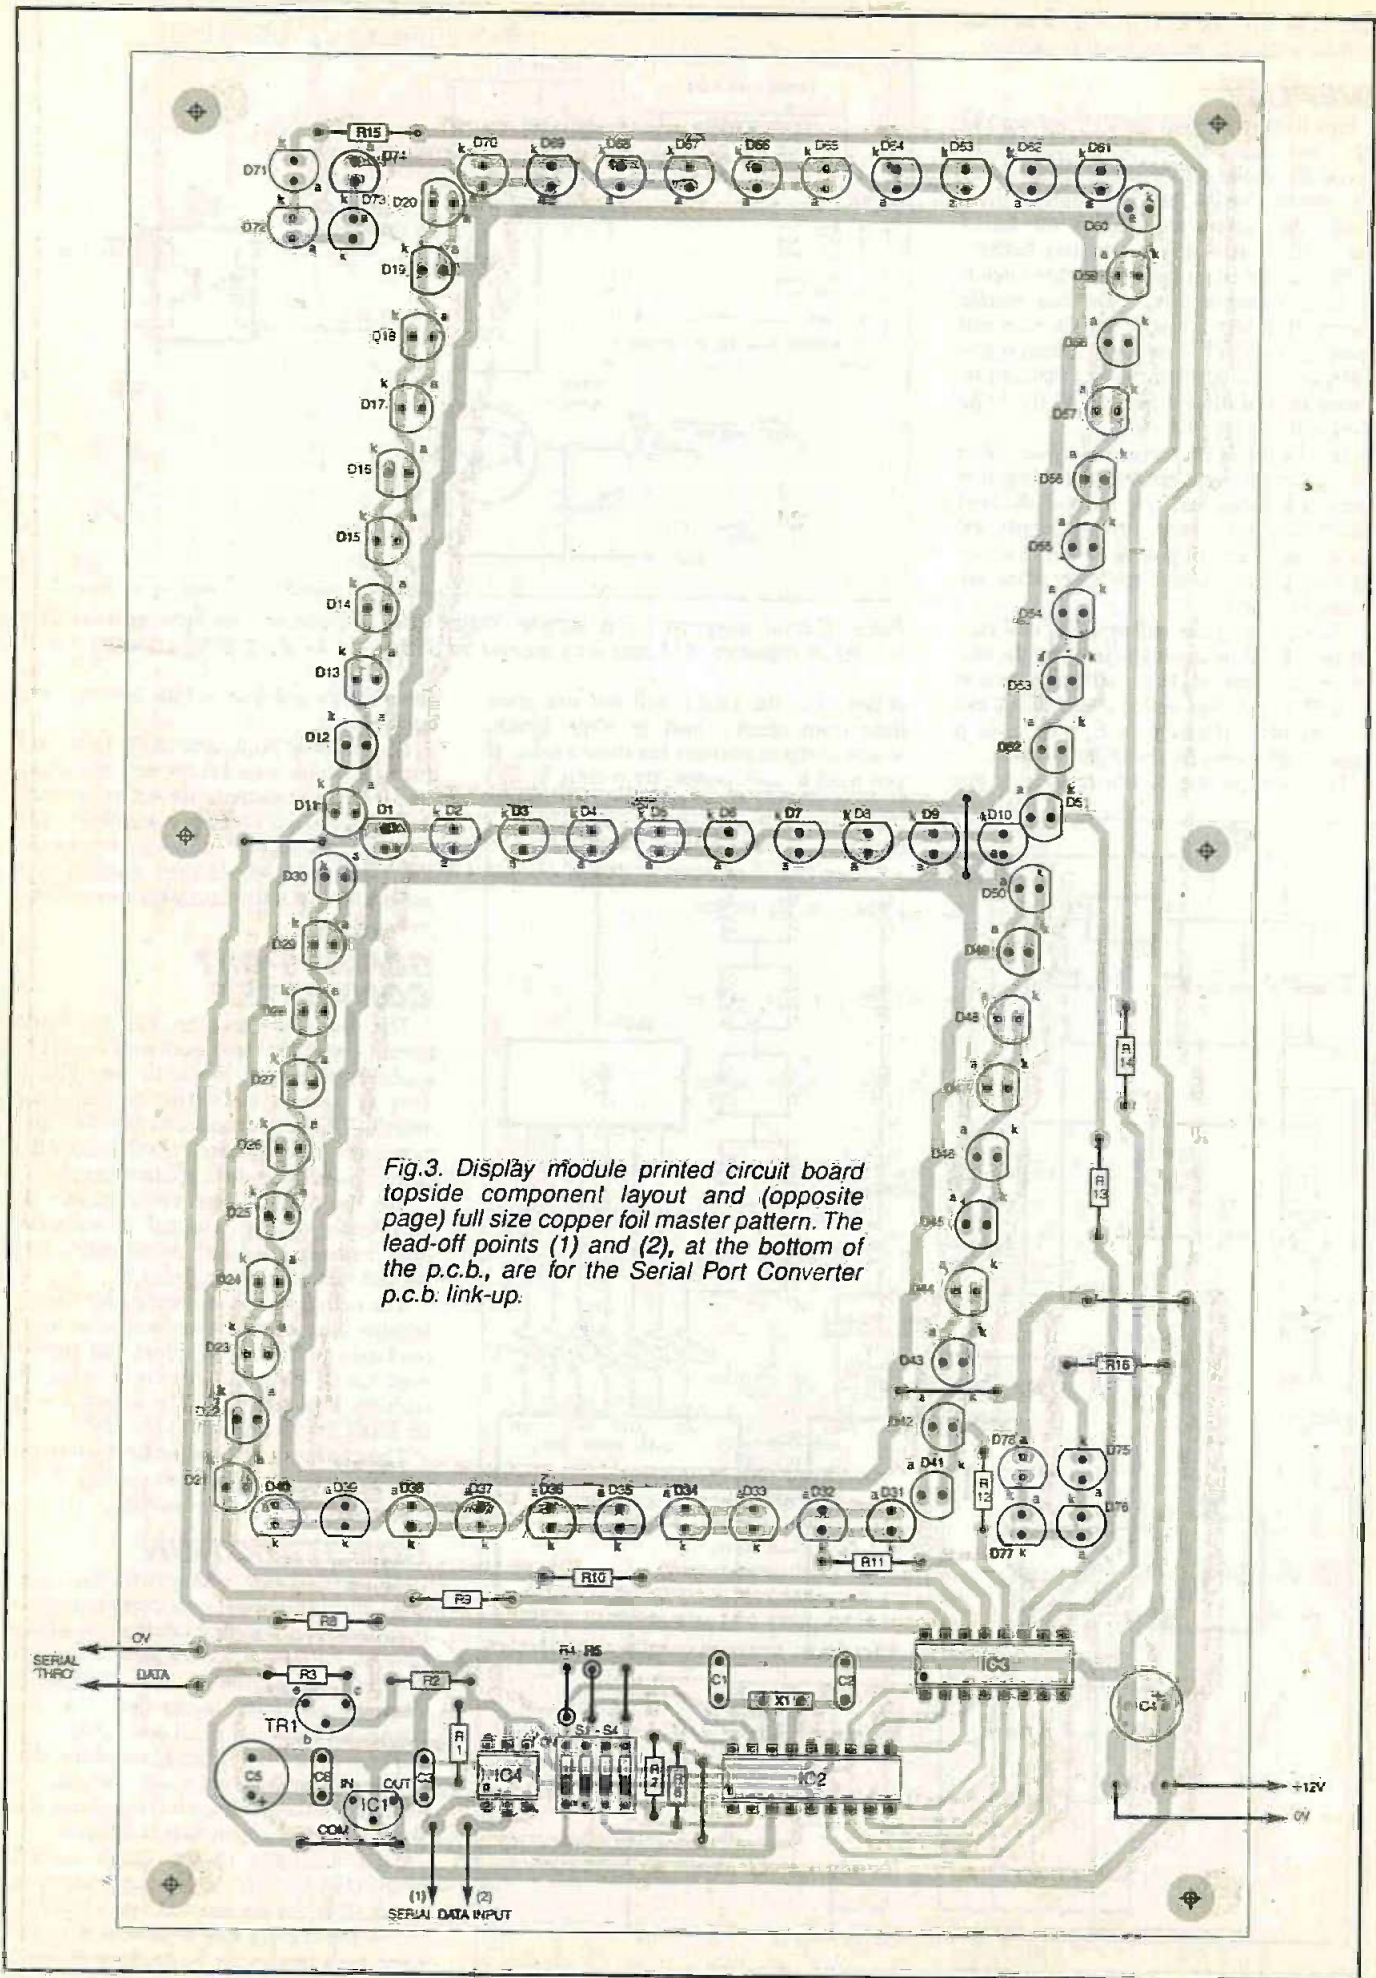 R15
D71
D74
D70
D69
D68
D67
D66
D65
D64
D63
D62
D61
D72
D73
D20
D60
D19
D59
D18
D58
D17
D57
D16
D56
D15
D55
D14
D54
D13
D53
D12
D52
D11
D1
D2
D3
D4
D5
D6
D7
D8
D9
D10
D51
D30
D50
D29
D49
D28
D48
D27
D47
D26
D46
D25
D45
D24
D44
D23
D43
D22
D42
D21
R14
R13
Fig.3. Display module printed circuit board
topside component layout and (opposite
page) full size copper foil master pattern. The
lead-off points (1) and (2), at the bottom of
the p.c.b., are for the Serial Port Converter
p.c.b. link-up.
R16
D40
D39
D38
D37
D36
D35
D34
D33
D32
D31
D41
R12
D78
D75
D77
D76
R11
R10
R9
R8
0V
SERIAL
'THRO'
DATA
R3
R2
R4
R5
C1
C2
X1
IC3
C4
TR1
e
c
b
R1
IC4
S1 - S4
ON
R7
R6
IC2
C5
C6
C3
IN
OUT
IC1
COM
+12V
0V
(1)
(2)
SERIAL DATA INPUT